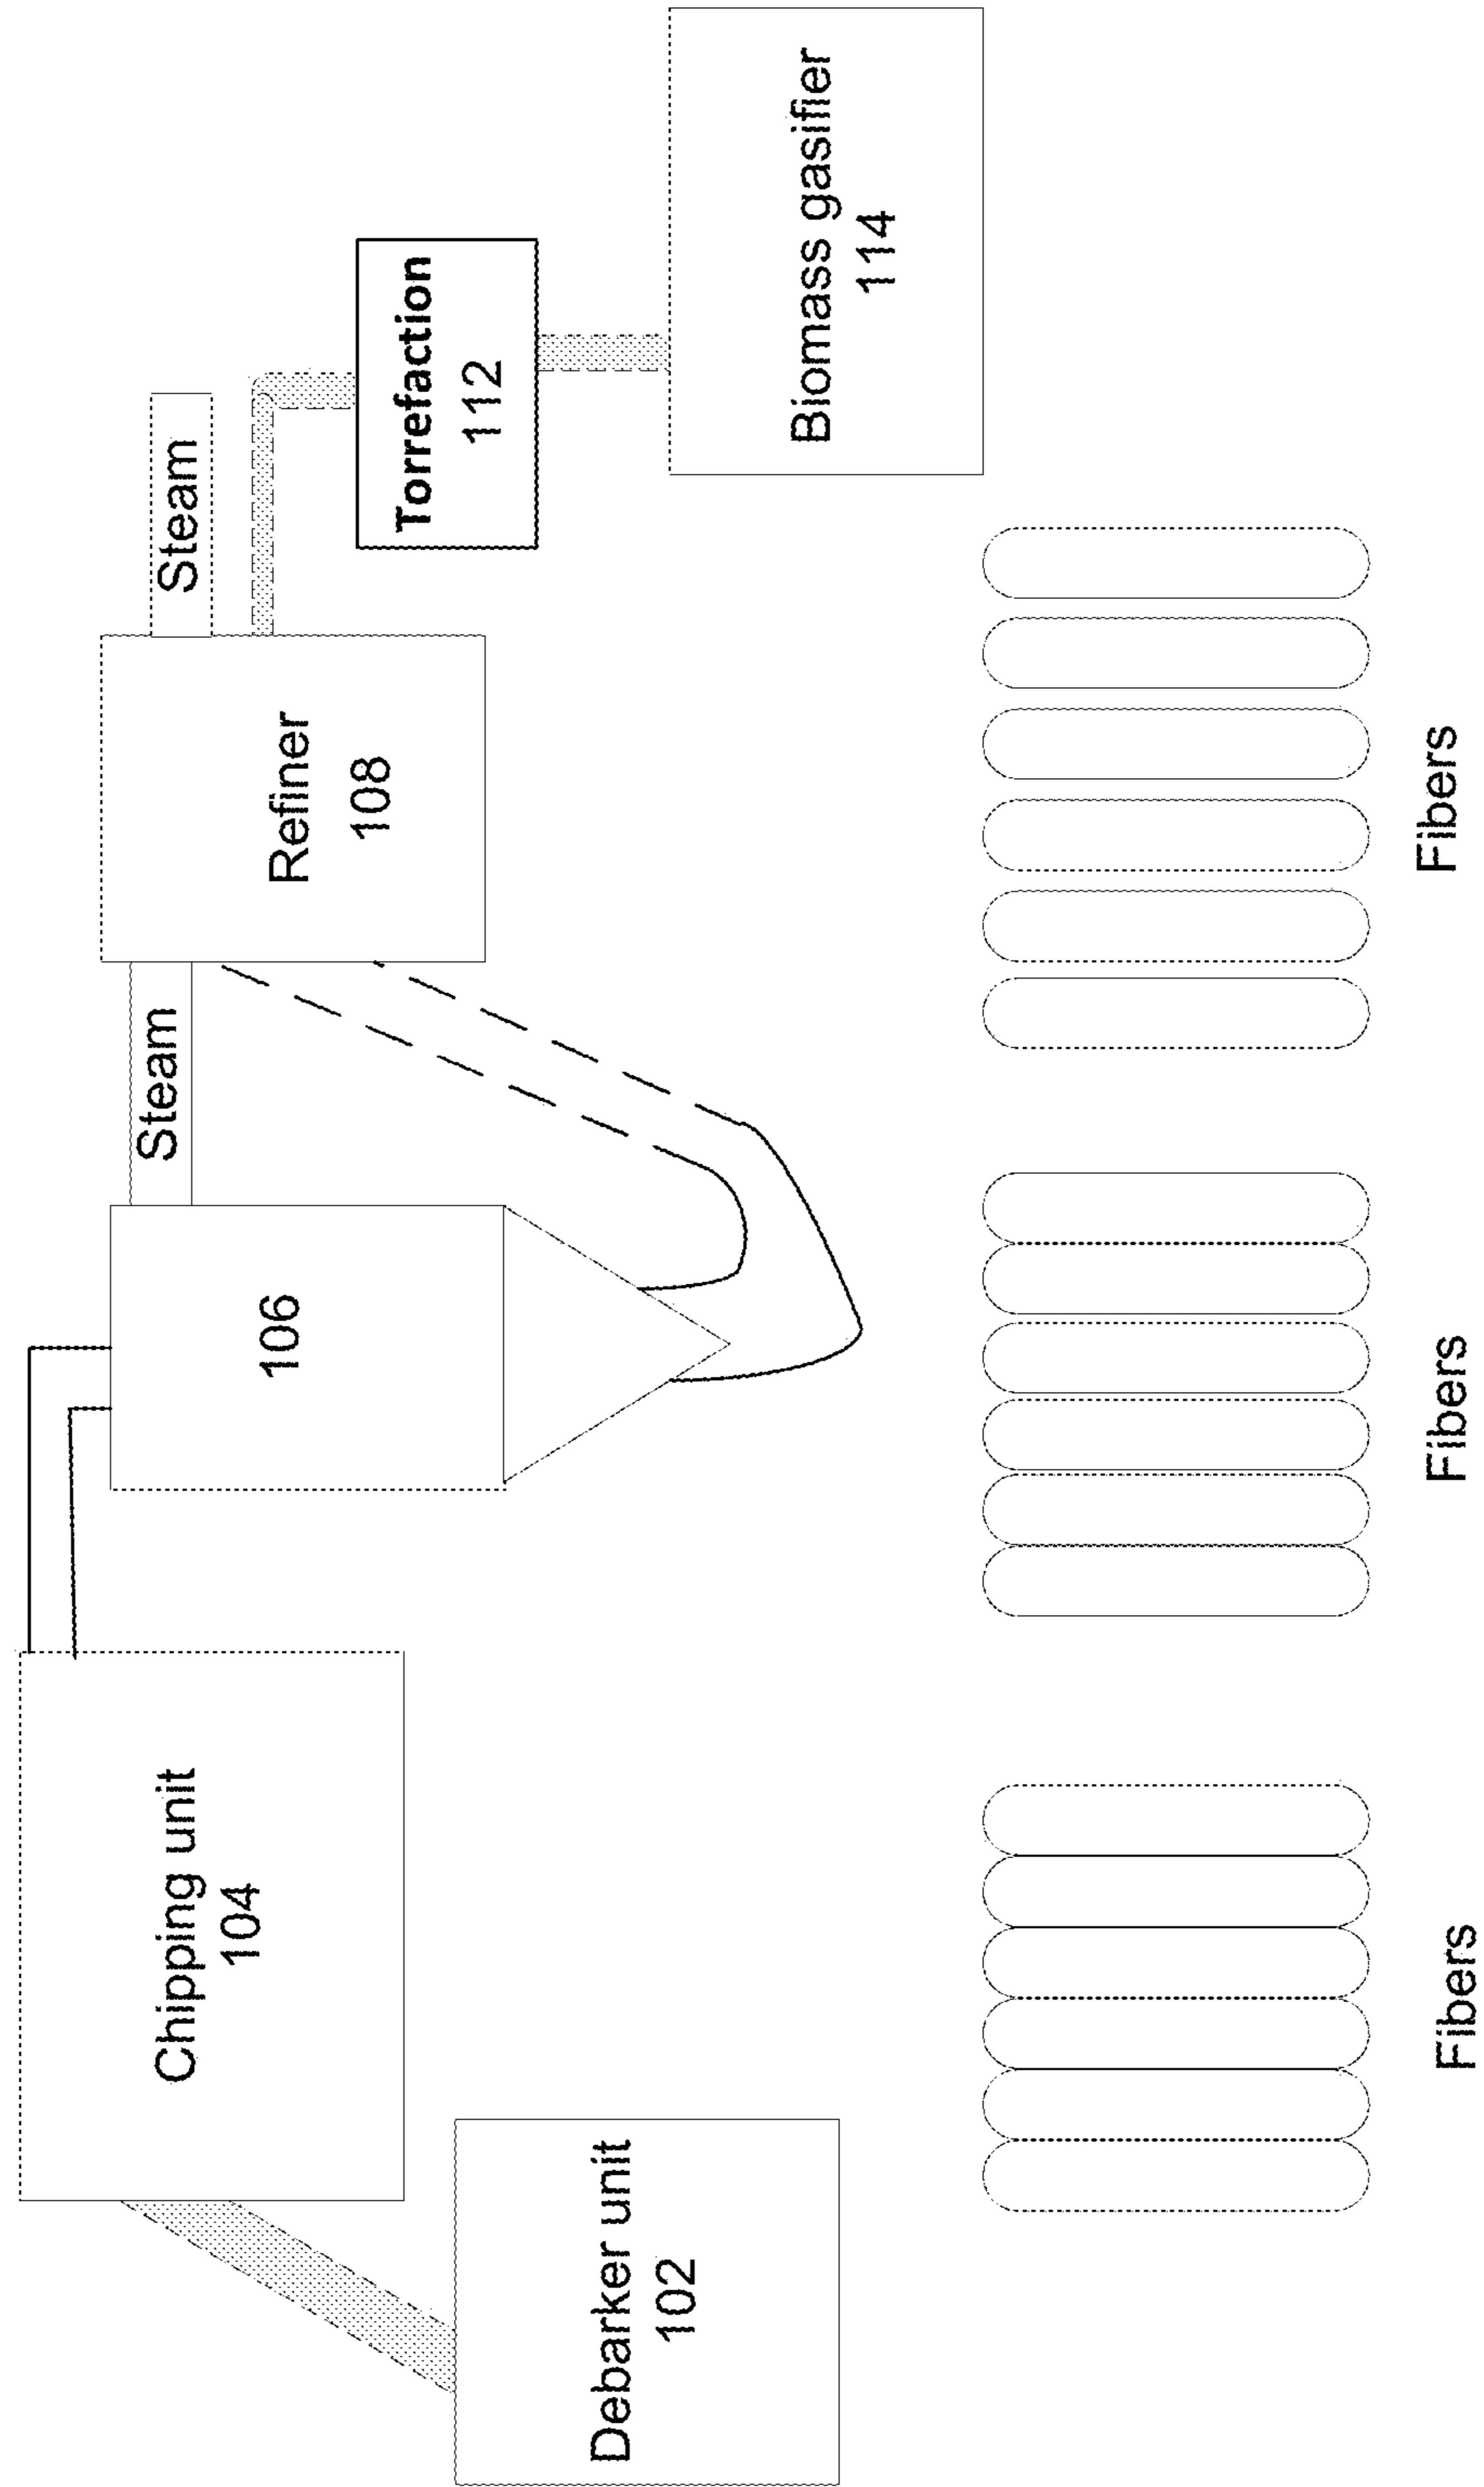 Debarker unit
102
Chipping unit
104
106
Steam
Refiner
108
Steam
Torrefaction
112
Biomass gasifier
114
Fibers
Fibers
Fibers